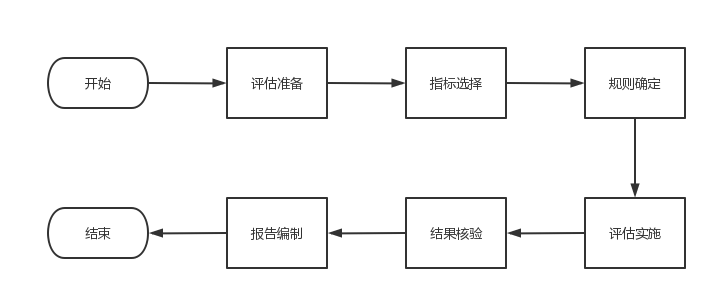 开始
评估准备
指标选择
规则确定
评估实施
结果核验
报告编制
结束